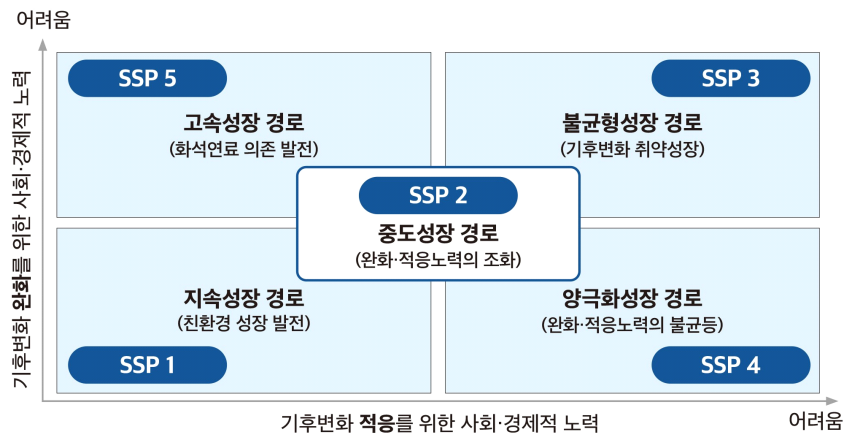 어려움
기후변화 완화를 위한 사회·경제적 노력
SSP 5
고속성장 경로
(화석연료 의존 발전)
SSP 3
불균형성장 경로
(기후변화 취약성장)
SSP 2
중도성장 경로
(완화·적응노력의 조화)
지속성장 경로
(친환경 성장 발전)
SSP 1
양극화성장 경로
(완화·적응노력의 불균등)
SSP 4
기후변화 적응를 위한 사회·경제적 노력
어려움